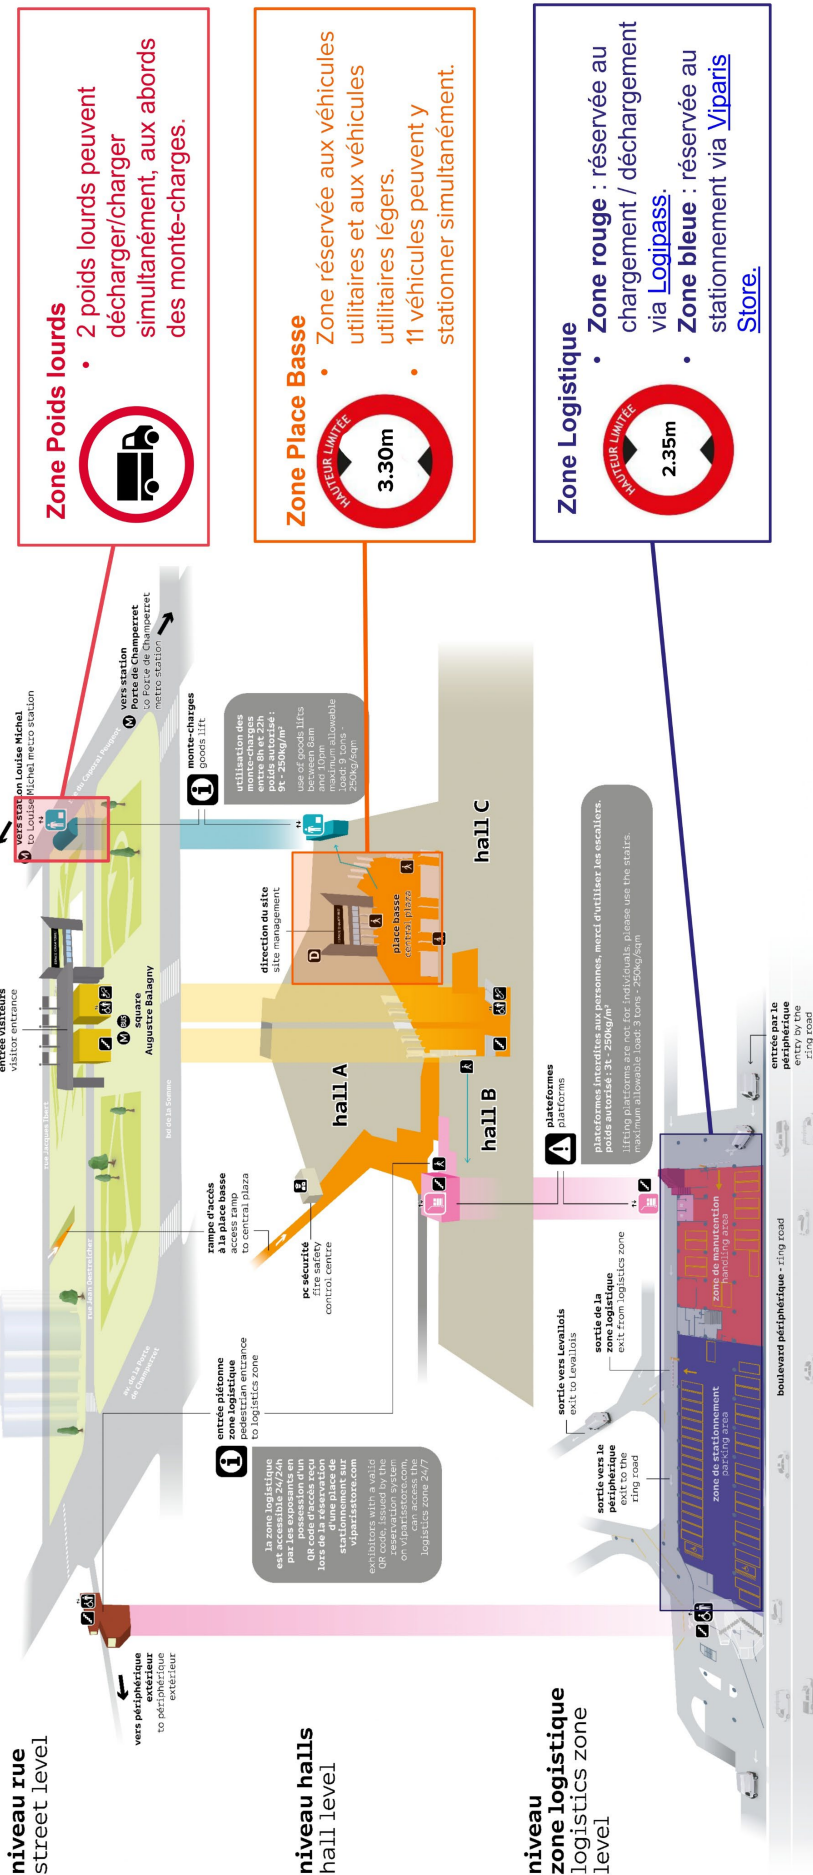 niveau rue
street level
vers périphérique
extérieur
to périphérique
extérieur
av. de la Porte
de Champerret
rue Jean Oestreicher
rue Jacques Ibert
bd de la Somme
entrée visiteurs
visitor entrance
M BUS
square
Augustre Balagny
M vers station Louise Michel
to Louise Michel metro station
rue du Caporal Peugeot
M vers station
Porte de Champerret
to Porte de Champerret
metro station
Zone Poids lourds
• 2 poids lourds peuvent
décharger/charger
simultanément, aux abords
des monte-charges.
niveau halls
hall level
entrée piétonne
zone logistique
pedestrian entrance
to logistics zone
la zone logistique
est accessible 24/24h
par les exposants en
possession d'un
QR code d'accès reçu
lors de la réservation
d'une place de
stationnement sur
viparisstore.com
exhibitors with a valid
QR code, issued by the
reservation system
on viparisstore.com,
can access the
logistics zone 24/7
rampe d'accès
à la place basse
access ramp
to central plaza
pc sécurité
fire safety
control centre
hall A
hall B
hall C
direction du site
site management
D
place basse
central plaza
monte-charges
goods lift
utilisation des
monte-charges
entre 8h et 22h
poids autorisé :
9t - 250kg/m²
use of goods lifts
between 8am
and 10pm
maximum allowable
load: 9 tons -
250kg/sqm
Zone Place Basse
HAUTEUR LIMITÉE
3.30m
• Zone réservée aux véhicules
utilitaires et aux véhicules
utilitaires légers.
• 11 véhicules peuvent y
stationner simultanément.
niveau
zone logistique
logistics zone
level
plateformes
platforms
plateformes interdites aux personnes, merci d'utiliser les escaliers.
poids autorisé : 3t - 250kg/m²
lifting platforms are not for individuals, please use the stairs.
maximum allowable load: 3 tons - 250kg/sqm
sortie vers le
périphérique
exit to the
ring road
sortie vers Levallois
exit to Levallois
sortie de la
zone logistique
exit from logistics zone
zone de stationnement
parking area
zone de manutention
handling area
entrée par le
périphérique
entry by the
ring road
boulevard périphérique - ring road
Zone Logistique
HAUTEUR LIMITÉE
2.35m
• Zone rouge : réservée au
chargement / déchargement
via Logipass.
• Zone bleue : réservée au
stationnement via Viparis
Store.